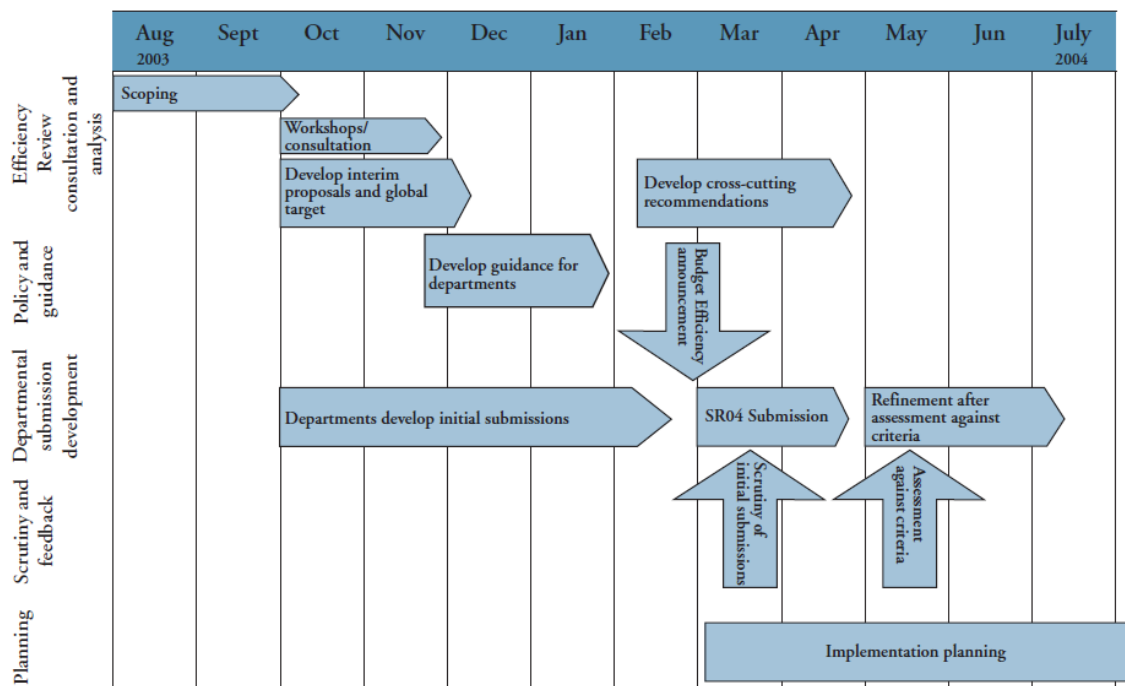 Aug Sept Oct Nov Dec Jan Feb Mar Apr May Jun July
2003 2004
Efficiency
Review
consultation and
analysis
Scoping
Workshops/
consultation
Develop interim
proposals and global
target
Develop cross-cutting
recommendations
Policy and
guidance
Develop guidance for
departments
Budget Efficiency
announcement
Departmental
submission
development
Departments develop initial submissions
SR04 Submission
Refinement after
assessment against
criteria
Scrutiny and
feedback
Scrutiny of
initial submissions
Assessment
against criteria
Planning
Implementation planning